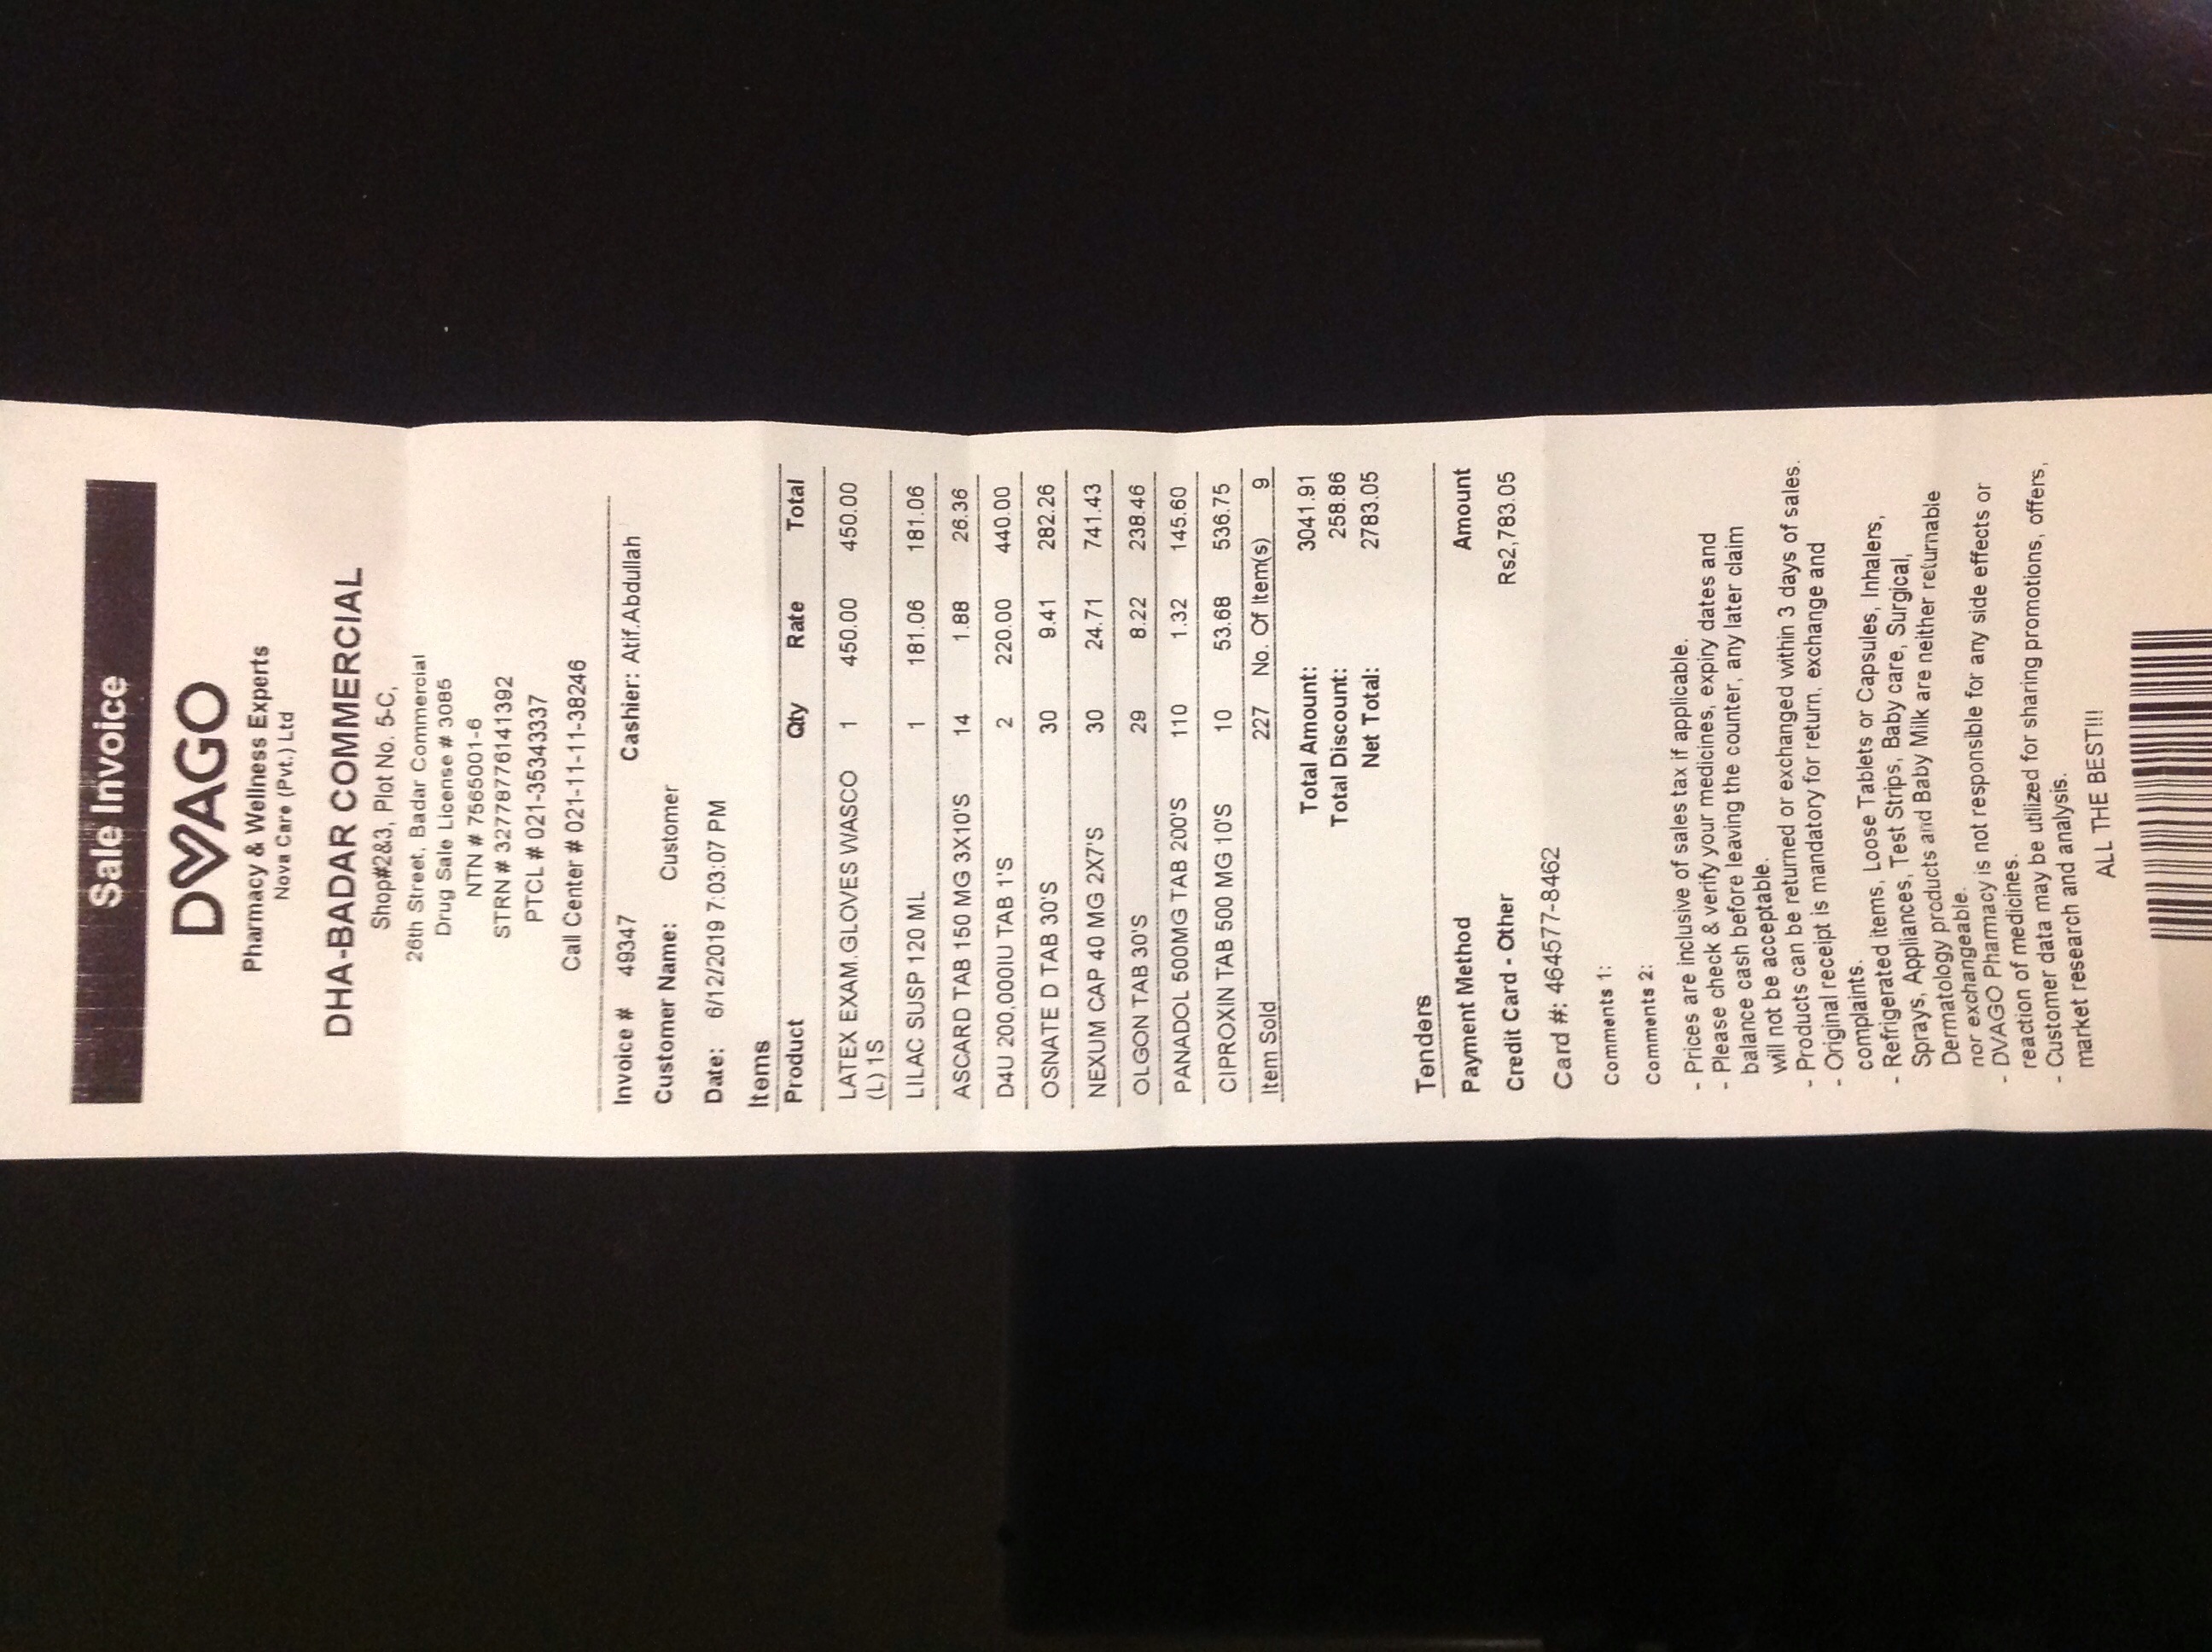 Sale Invoice
DVAGO
Pharmacy & Wellness Experts
Nova Care (Pvt.) Ltd
DHA-BADAR COMMERCIAL
Shop#2&3, Plot No. 5-C,
26th Street, Badar Commercial
Drug Sale License # 3085
NTN # 7565001-6
STRN # 32778776141392
PTCL # 021-35343337
Call Center # 021-11-11-38246
Invoice # 49347 Cashier: Atif.Abdullah
Customer Name: Customer
Date: 6/12/2019 7:03:07 PM
Items
Product Qty Rate Total
LATEX EXAM.GLOVES WASCO 1 450.00 450.00
(L) 1S
LILAC SUSP 120 ML 1 181.06 181.06
ASCARD TAB 150 MG 3X10'S 14 1.88 26.36
D4U 200,000IU TAB 1'S 2 220.00 440.00
OSNATE D TAB 30'S 30 9.41 282.26
NEXUM CAP 40 MG 2X7'S 30 24.71 741.43
OLGON TAB 30'S 29 8.22 238.46
PANADOL 500MG TAB 200'S 110 1.32 145.60
CIPROXIN TAB 500 MG 10'S 10 53.68 536.75
Item Sold 227 No. Of Item(s) 9
Total Amount: 3041.91
Total Discount: 258.86
Net Total: 2783.05
Tenders
Payment Method Amount
Credit Card - Other Rs2,783.05
Card #: 464577-8462
Comments 1:
Comments 2:
- Prices are inclusive of sales tax if applicable.
- Please check & verify your medicines, expiry dates and
balance cash before leaving the counter, any later claim
will not be acceptable.
- Products can be returned or exchanged within 3 days of sales.
- Original receipt is mandatory for return, exchange and
complaints.
- Refrigerated items, Loose Tablets or Capsules, Inhalers,
Sprays, Appliances, Test Strips, Baby care, Surgical,
Dermatology products and Baby Milk are neither returnable
nor exchangeable.
- DVAGO Pharmacy is not responsible for any side effects or
reaction of medicines.
- Customer data may be utilized for sharing promotions, offers,
market research and analysis.
ALL THE BEST!!!